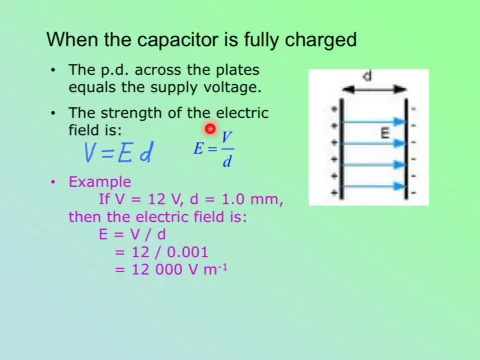 When the capacitor is fully charged
• The p.d. across the plates
equals the supply voltage.
• The strength of the electric
field is:
V = E d
E = V/d
• Example
If V = 12 V, d = 1.0 mm,
then the electric field is:
E = V / d
= 12 / 0.001
= 12 000 V m⁻¹
d
E
+ + + + + +
- - - - - -